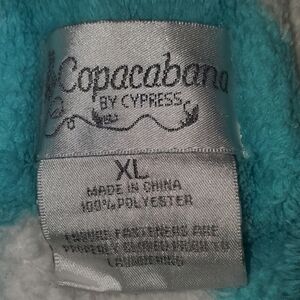 Copacabana
BY CYPRESS
XL
MADE IN CHINA
100% POLYESTER
ENSURE FASTENERS ARE
PROPERLY CLOSED PRIOR TO
LAUNDERING